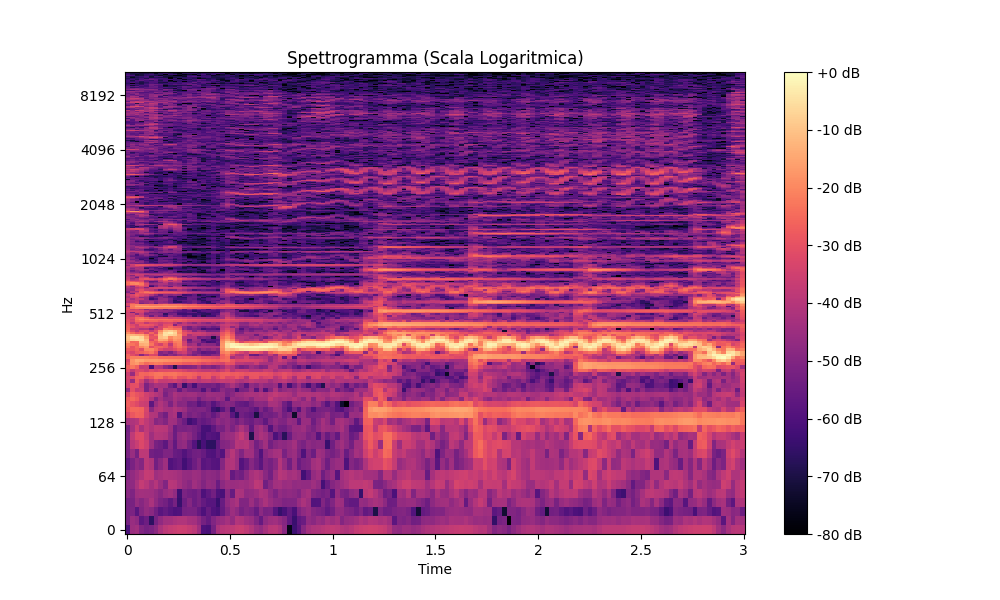 Spettrogramma (Scala Logaritmica)
Hz
8192
4096
2048
1024
512
256
128
64
0
0
0.5
1
1.5
2
2.5
3
Time
+0 dB
-10 dB
-20 dB
-30 dB
-40 dB
-50 dB
-60 dB
-70 dB
-80 dB